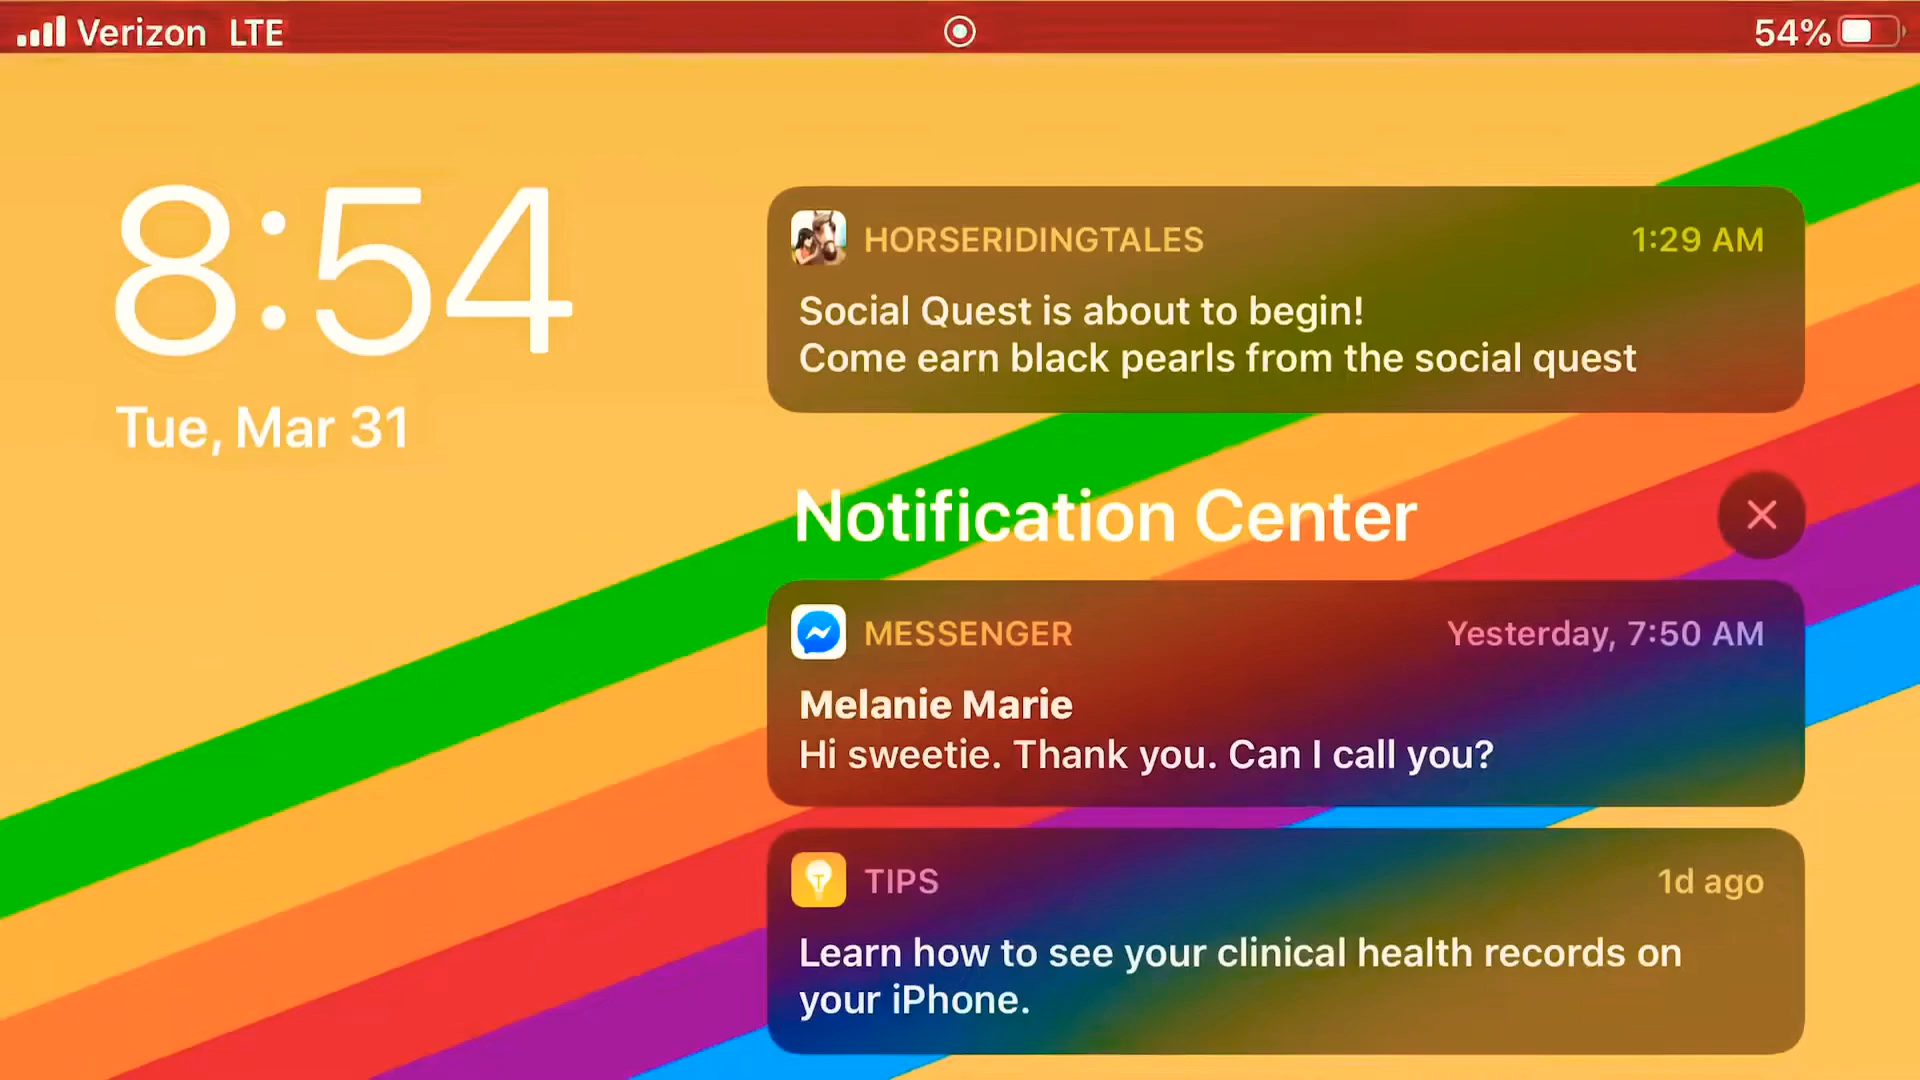 Verizon LTE
54%
8:54
Tue, Mar 31
HORSERIDINGTALES
1:29 AM
Social Quest is about to begin!
Come earn black pearls from the social quest
Notification Center
MESSENGER
Yesterday, 7:50 AM
Melanie Marie
Hi sweetie. Thank you. Can I call you?
TIPS
1d ago
Learn how to see your clinical health records on
your iPhone.